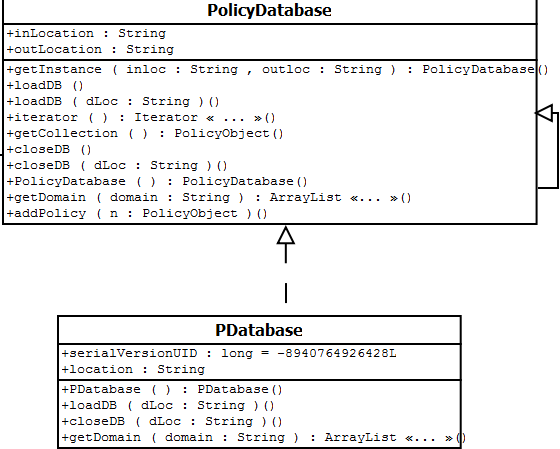 PolicyDatabase
+inLocation : String
+outLocation : String
+getInstance ( inloc : String , outloc : String ) : PolicyDatabase()
+loadDB ()
+loadDB ( dLoc : String )()
+iterator ( ) : Iterator « ... »()
+getCollection ( ) : PolicyObject()
+closeDB ()
+closeDB ( dLoc : String )()
+PolicyDatabase ( ) : PolicyDatabase()
+getDomain ( domain : String ) : ArrayList «... »()
+addPolicy ( n : PolicyObject )()
PDatabase
+serialVersionUID : long = -8940764926428L
+location : String
+PDatabase ( ) : PDatabase()
+loadDB ( dLoc : String )()
+closeDB ( dLoc : String )()
+getDomain ( domain : String ) : ArrayList «... »()